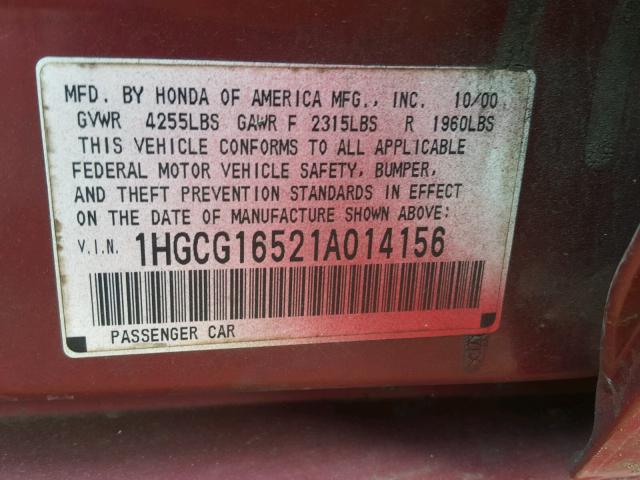 MFD. BY HONDA OF AMERICA MFG., INC. 10/00
GVWR 4255LBS GAWR F 2315LBS R 1960LBS
THIS VEHICLE CONFORMS TO ALL APPLICABLE
FEDERAL MOTOR VEHICLE SAFETY, BUMPER,
AND THEFT PREVENTION STANDARDS IN EFFECT
ON THE DATE OF MANUFACTURE SHOWN ABOVE:
V.I.N. 1HGCG16521A014156
PASSENGER CAR